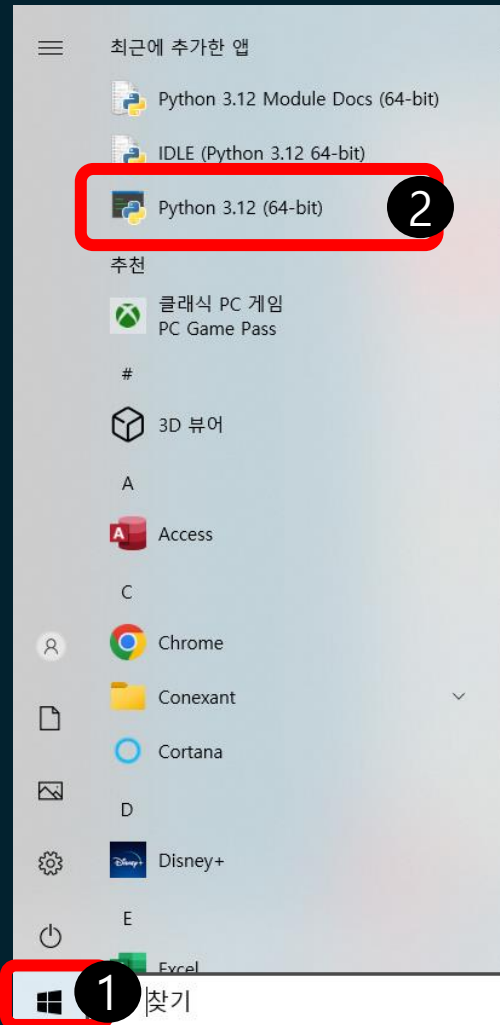 최근에 추가한 앱
Python 3.12 Module Docs (64-bit)
IDLE (Python 3.12 64-bit)
Python 3.12 (64-bit)
2
추천
클래식 PC 게임
PC Game Pass
#
3D 뷰어
A
Access
C
Chrome
Conexant
Cortana
D
Disney+
E
Excel
1
찾기